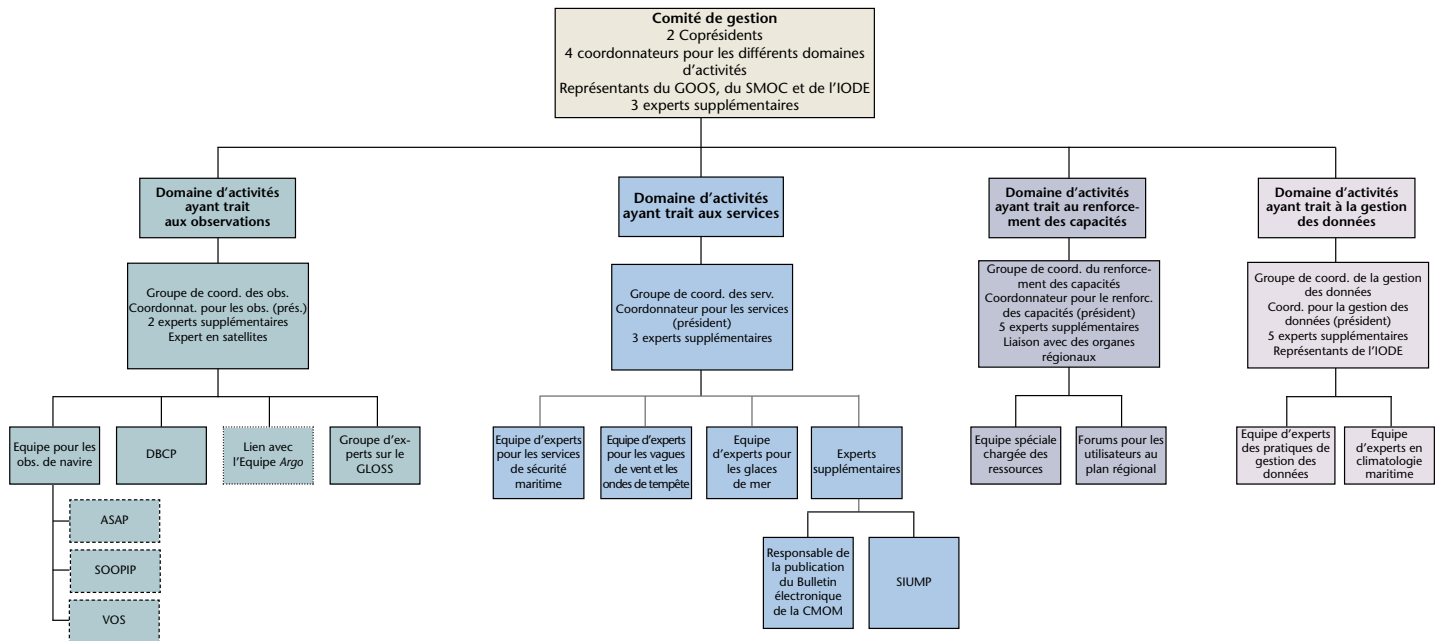 Comité de gestion
2 Coprésidents
4 coordonnateurs pour les différents domaines
d'activités
Représentants du GOOS, du SMOC et de l'IODE
3 experts supplémentaires
Domaine d'activités
ayant trait
aux observations
Domaine d'activités
ayant trait aux services
Domaine d'activités
ayant trait au renforce-
ment des capacités
Domaine d'activités
ayant trait à la gestion
des données
Groupe de coord. des obs.
Coordonnat. pour les obs. (prés.)
2 experts supplémentaires
Expert en satellites
Groupe de coord. des serv.
Coordonnateur pour les services
(président)
3 experts supplémentaires
Groupe de coord. du renforce-
ment des capacités
Coordonnateur pour le renforc.
des capacités (président)
5 experts supplémentaires
Liaison avec des organes
régionaux
Groupe de coord. de la gestion
des données
Coord. pour la gestion des
données (président)
5 experts supplémentaires
Représentants de l'IODE
Equipe pour les
obs. de navire
DBCP
Lien avec
l'Equipe Argo
Groupe d'ex-
perts sur le
GLOSS
Equipe d'experts
pour les services
de sécurité
maritime
Equipe d'experts
pour les vagues
de vent et les
ondes de tempête
Equipe
d'experts pour
les glaces
de mer
Experts
supplémentaires
Equipe spéciale
chargée des
ressources
Forums pour les
utilisateurs au
plan régional
Equipe d'experts
des pratiques de
gestion des
données
Equipe
d'experts en
climatologie
maritime
ASAP
SOOPIP
VOS
Responsable de
la publication
du Bulletin
électronique
de la CMOM
SIUMP